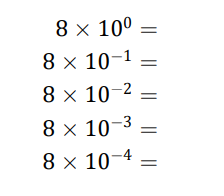 8 × 10⁰ =
8 × 10⁻¹ =
8 × 10⁻² =
8 × 10⁻³ =
8 × 10⁻⁴ =